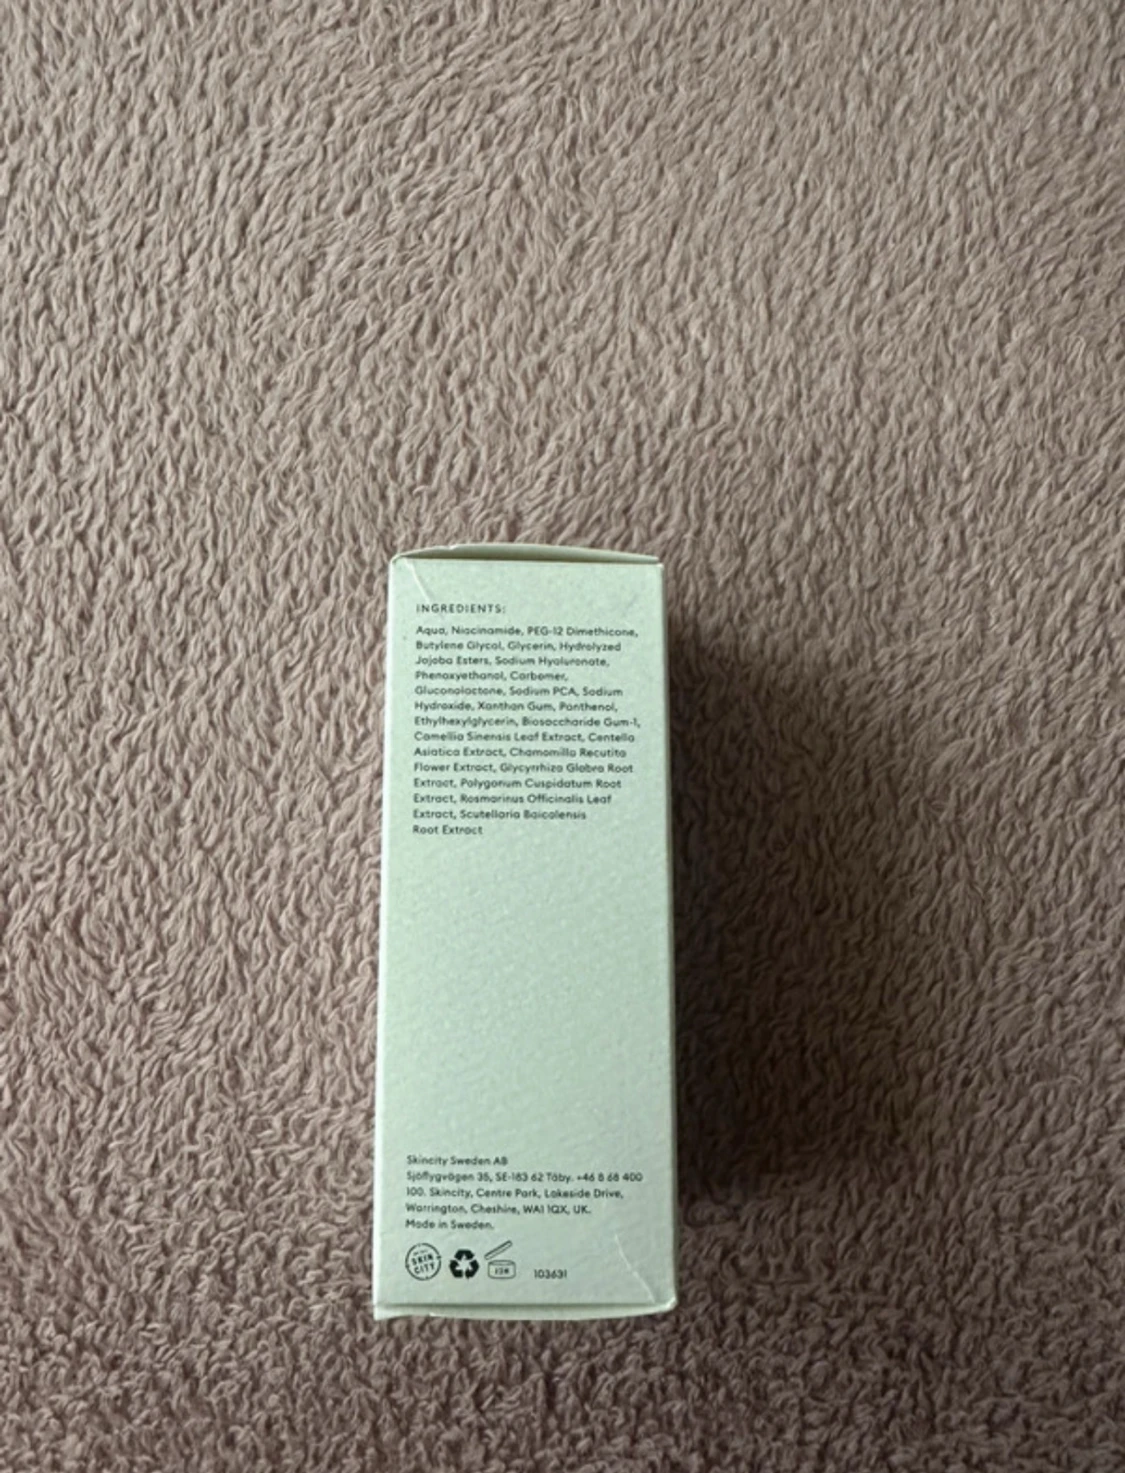 INGREDIENTS:
Aqua, Niacinamide, PEG-12 Dimethicone,
Butylene Glycol, Glycerin, Hydrolyzed
Jojoba Esters, Sodium Hyaluronate,
Phenoxyethanol, Carbomer,
Gluconolactone, Sodium PCA, Sodium
Hydroxide, Xanthan Gum, Panthenol,
Ethylhexylglycerin, Biosaccharide Gum-1,
Camellia Sinensis Leaf Extract, Centella
Asiatica Extract, Chamomilla Recutita
Flower Extract, Glycyrrhiza Glabra Root
Extract, Polygonum Cuspidatum Root
Extract, Rosmarinus Officinalis Leaf
Extract, Scutellaria Baicalensis
Root Extract
Skincity Sweden AB
Sjöflygvägen 35, SE-183 62 Täby. +46 8 68 400
100. Skincity, Centre Park, Lakeside Drive,
Warrington, Cheshire, WA1 1QX, UK.
Made in Sweden.
SKIN
CITY
12M
103631